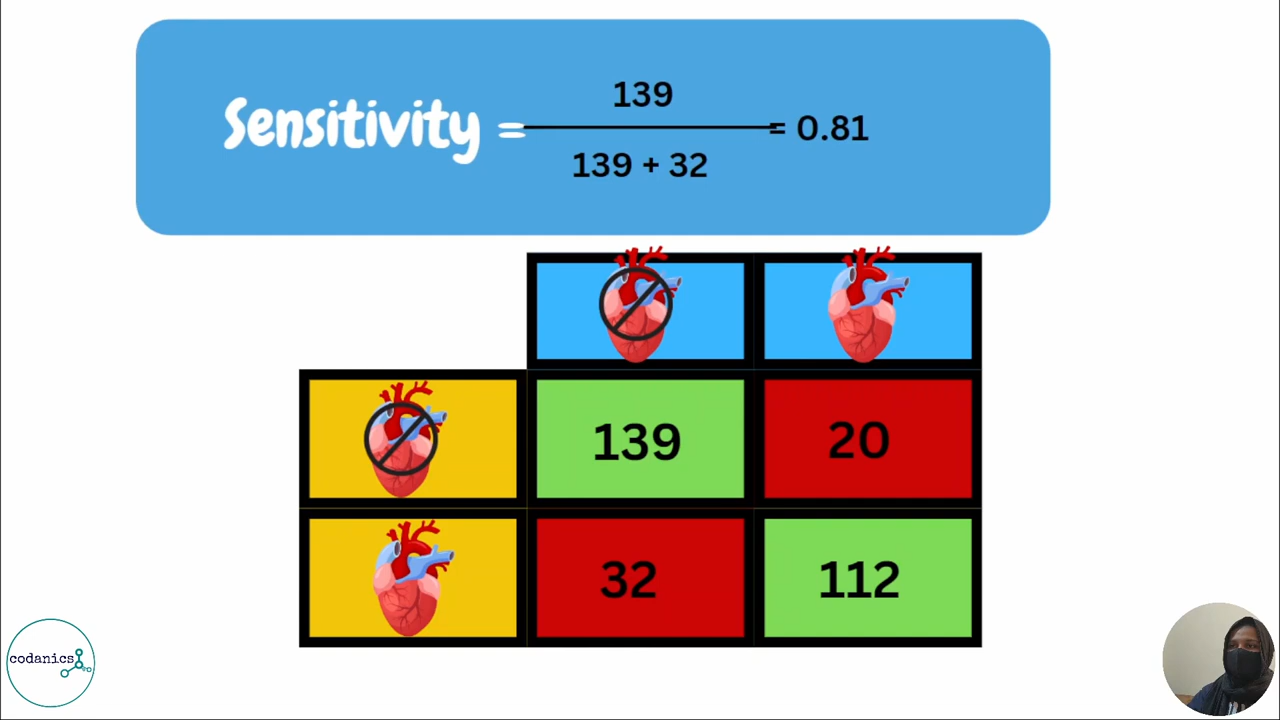 139
Sensitivity = = 0.81
139 + 32
139 20
32 112
codanics